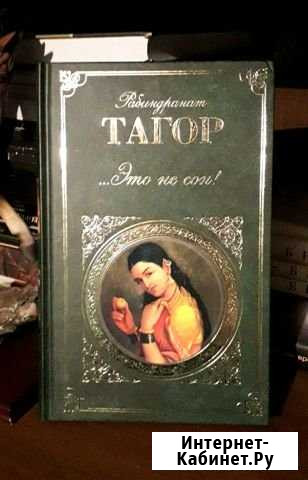 Рабиндранат
ТАГОР
...Это не сон!
Интернет-
Кабинет.Ру